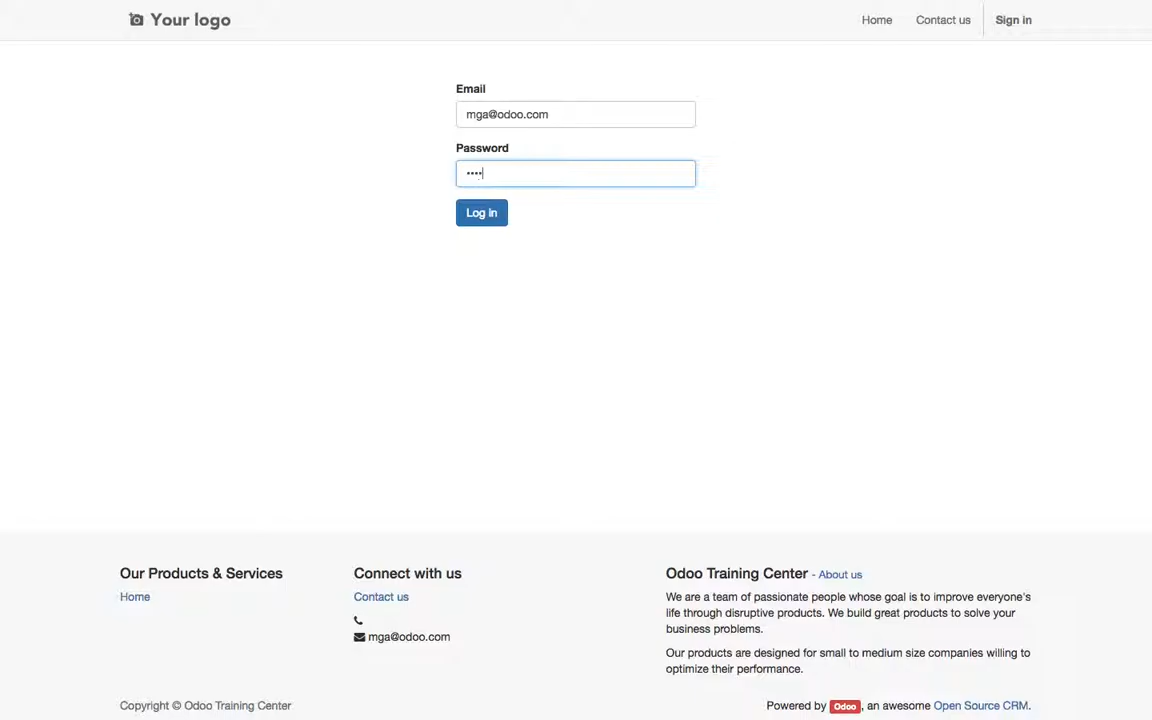 Your logo
Home
Contact us
Sign in
Email
mga@odoo.com
Password
••••
Log in
Our Products & Services
Home
Connect with us
Contact us
mga@odoo.com
Odoo Training Center - About us
We are a team of passionate people whose goal is to improve everyone's
life through disruptive products. We build great products to solve your
business problems.
Our products are designed for small to medium size companies willing to
optimize their performance.
Copyright © Odoo Training Center
Powered by Odoo, an awesome Open Source CRM.